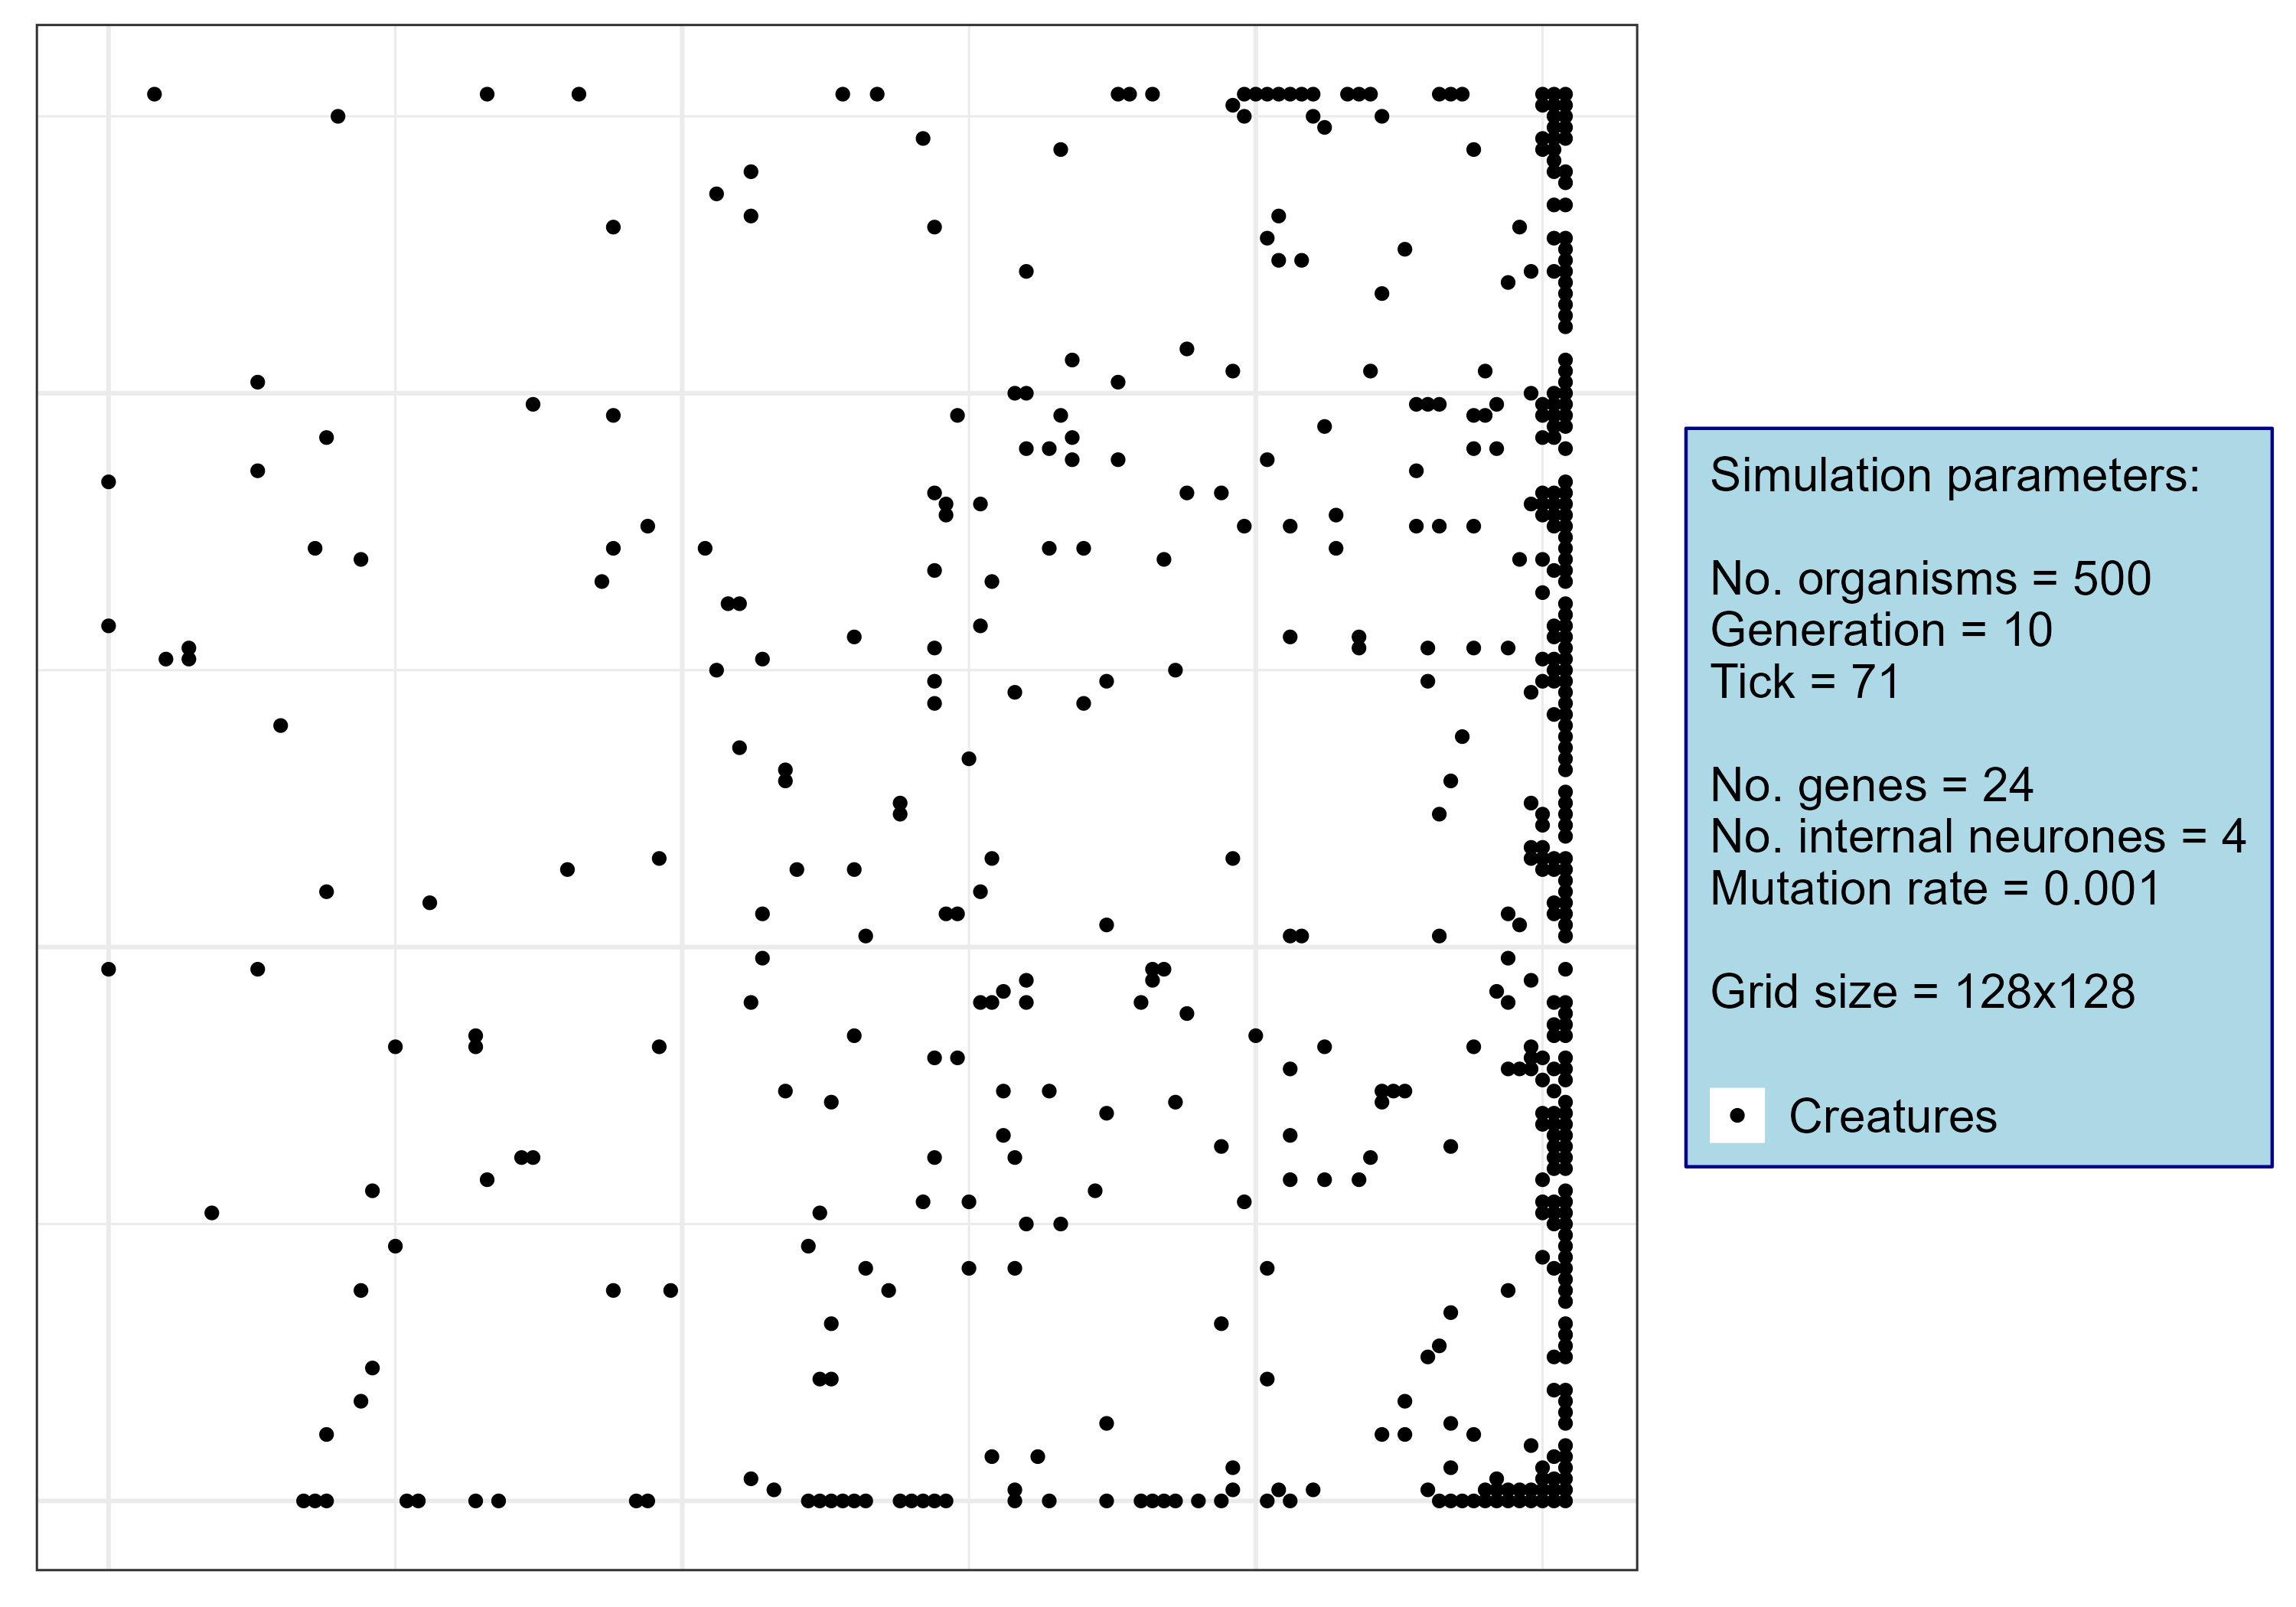 Simulation parameters:
No. organisms = 500
Generation = 10
Tick = 71
No. genes = 24
No. internal neurones = 4
Mutation rate = 0.001
Grid size = 128x128
Creatures